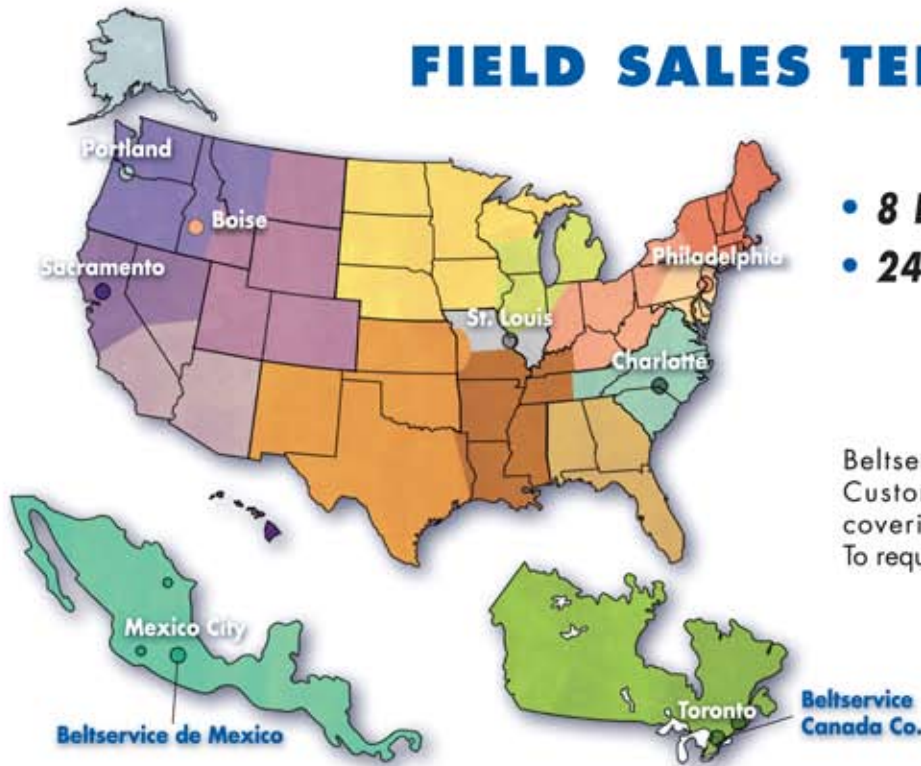 FIELD SALES TE
Portland
Boise
Sacramento
• 8
Philadelphia
• 24
St. Louis
Charlotte
Beltse
Custo
coveri
To requ
Mexico City
Beltservice de Mexico
Toronto
Beltservice
Canada Co.